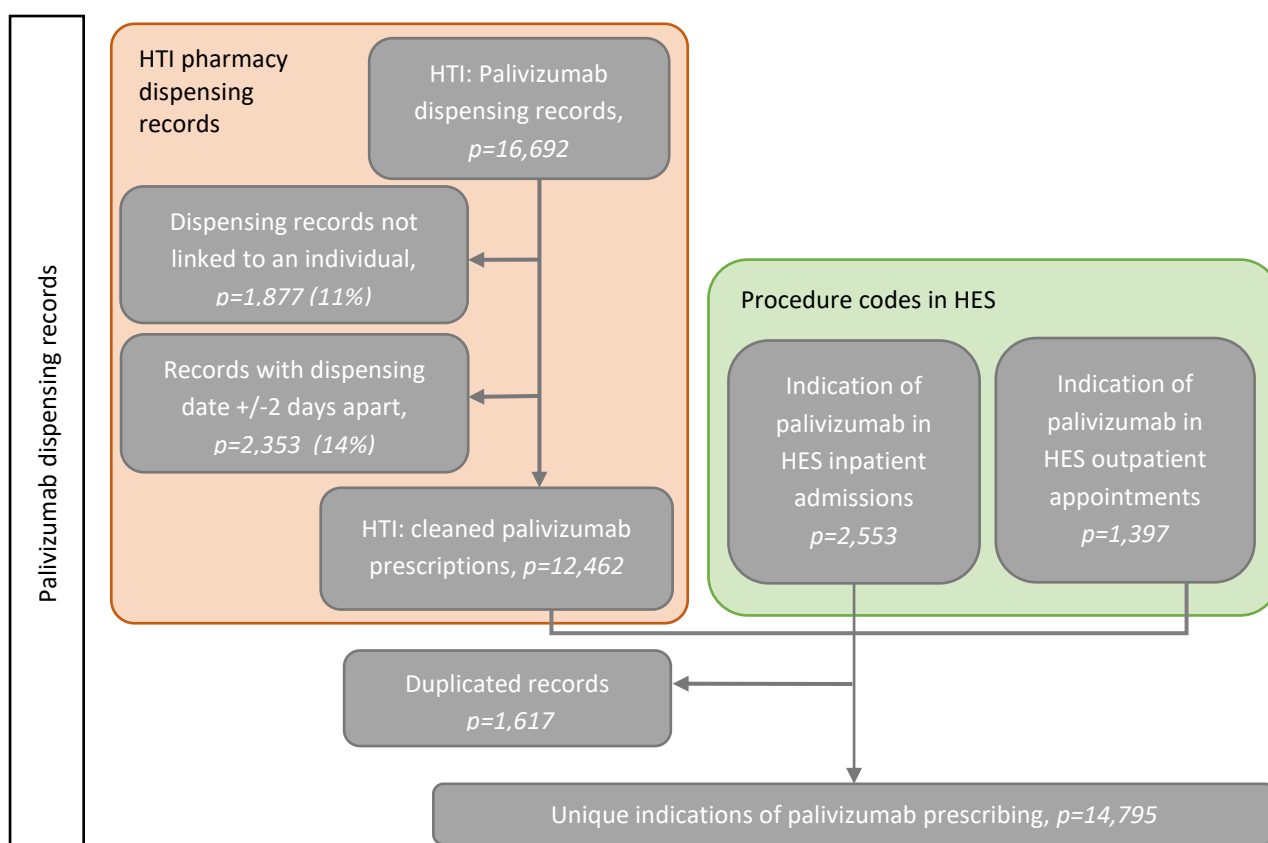 Palivizumab dispensing records
HTI pharmacy
dispensing
records
HTI: Palivizumab
dispensing records,
p=16,692
Dispensing records not
linked to an individual,
p=1,877 (11%)
Records with dispensing
date +/-2 days apart,
p=2,353 (14%)
HTI: cleaned palivizumab
prescriptions, p=12,462
Procedure codes in HES
Indication of
palivizumab in
HES inpatient
admissions
p=2,553
Indication of
palivizumab in
HES outpatient
appointments
p=1,397
Duplicated records
p=1,617
Unique indications of palivizumab prescribing, p=14,795